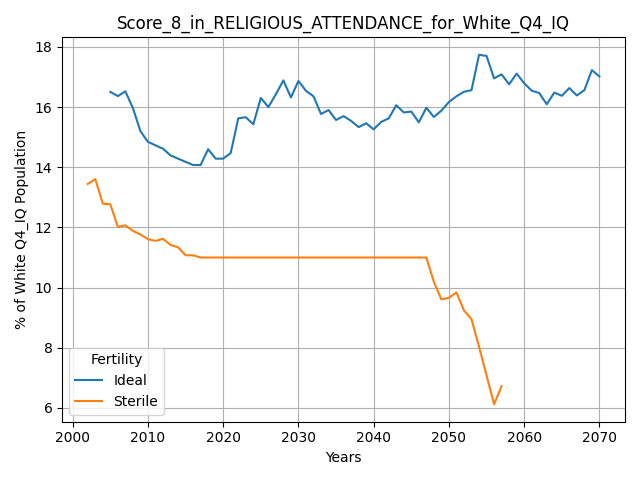 Score_8_in_RELIGIOUS_ATTENDANCE_for_White_Q4_IQ
% of White Q4_IQ Population
18
16
14
12
10
8
6
Fertility
Ideal
Sterile
2000 2010 2020 2030 2040 2050 2060 2070
Years